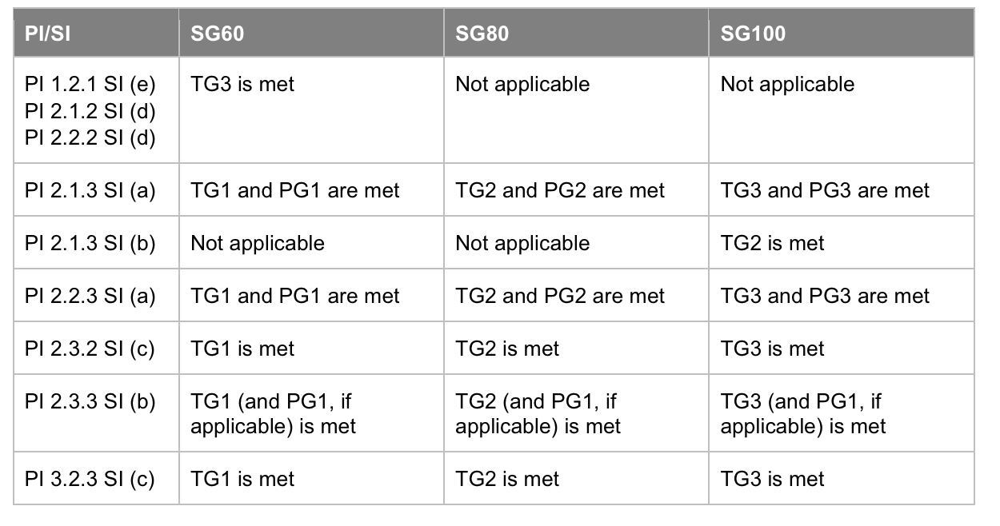 PI/SI SG60 SG80 SG100
PI 1.2.1 SI (e) TG3 is met Not applicable Not applicable
PI 2.1.2 SI (d)
PI 2.2.2 SI (d)
PI 2.1.3 SI (a) TG1 and PG1 are met TG2 and PG2 are met TG3 and PG3 are met
PI 2.1.3 SI (b) Not applicable Not applicable TG2 is met
PI 2.2.3 SI (a) TG1 and PG1 are met TG2 and PG2 are met TG3 and PG3 are met
PI 2.3.2 SI (c) TG1 is met TG2 is met TG3 is met
PI 2.3.3 SI (b) TG1 (and PG1, if TG2 (and PG1, if TG3 (and PG1, if
applicable) is met applicable) is met applicable) is met
PI 3.2.3 SI (c) TG1 is met TG2 is met TG3 is met